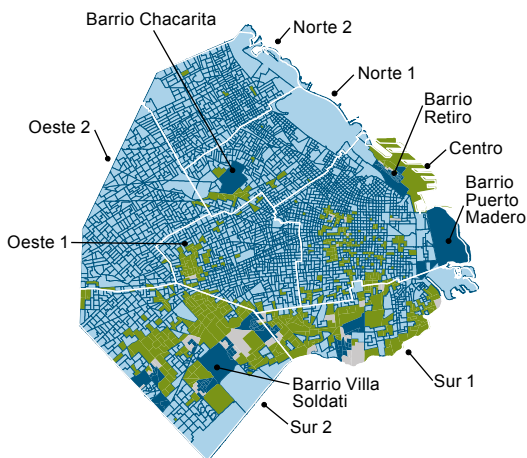 Barrio Chacarita
Norte 2
Norte 1
Barrio
Retiro
Oeste 2
Centro
Barrio
Puerto
Madero
Oeste 1
Barrio Villa
Soldati
Sur 1
Sur 2